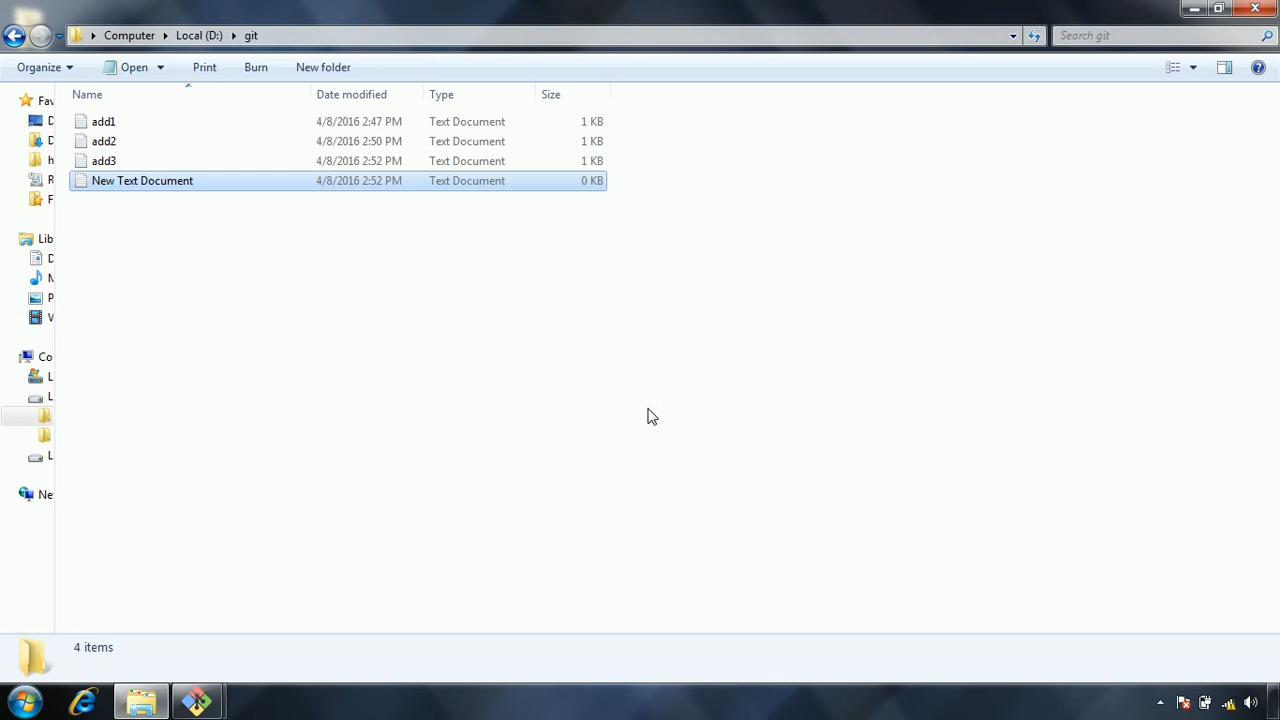 Computer Local (D:) git
Search git
Organize Open Print Burn New folder
Name Date modified Type Size
add1 4/8/2016 2:47 PM Text Document 1 KB
add2 4/8/2016 2:50 PM Text Document 1 KB
add3 4/8/2016 2:52 PM Text Document 1 KB
New Text Document 4/8/2016 2:52 PM Text Document 0 KB
Fav
D
D
h
R
F
Lib
D
M
P
V
Co
L
L
L
Ne
4 items